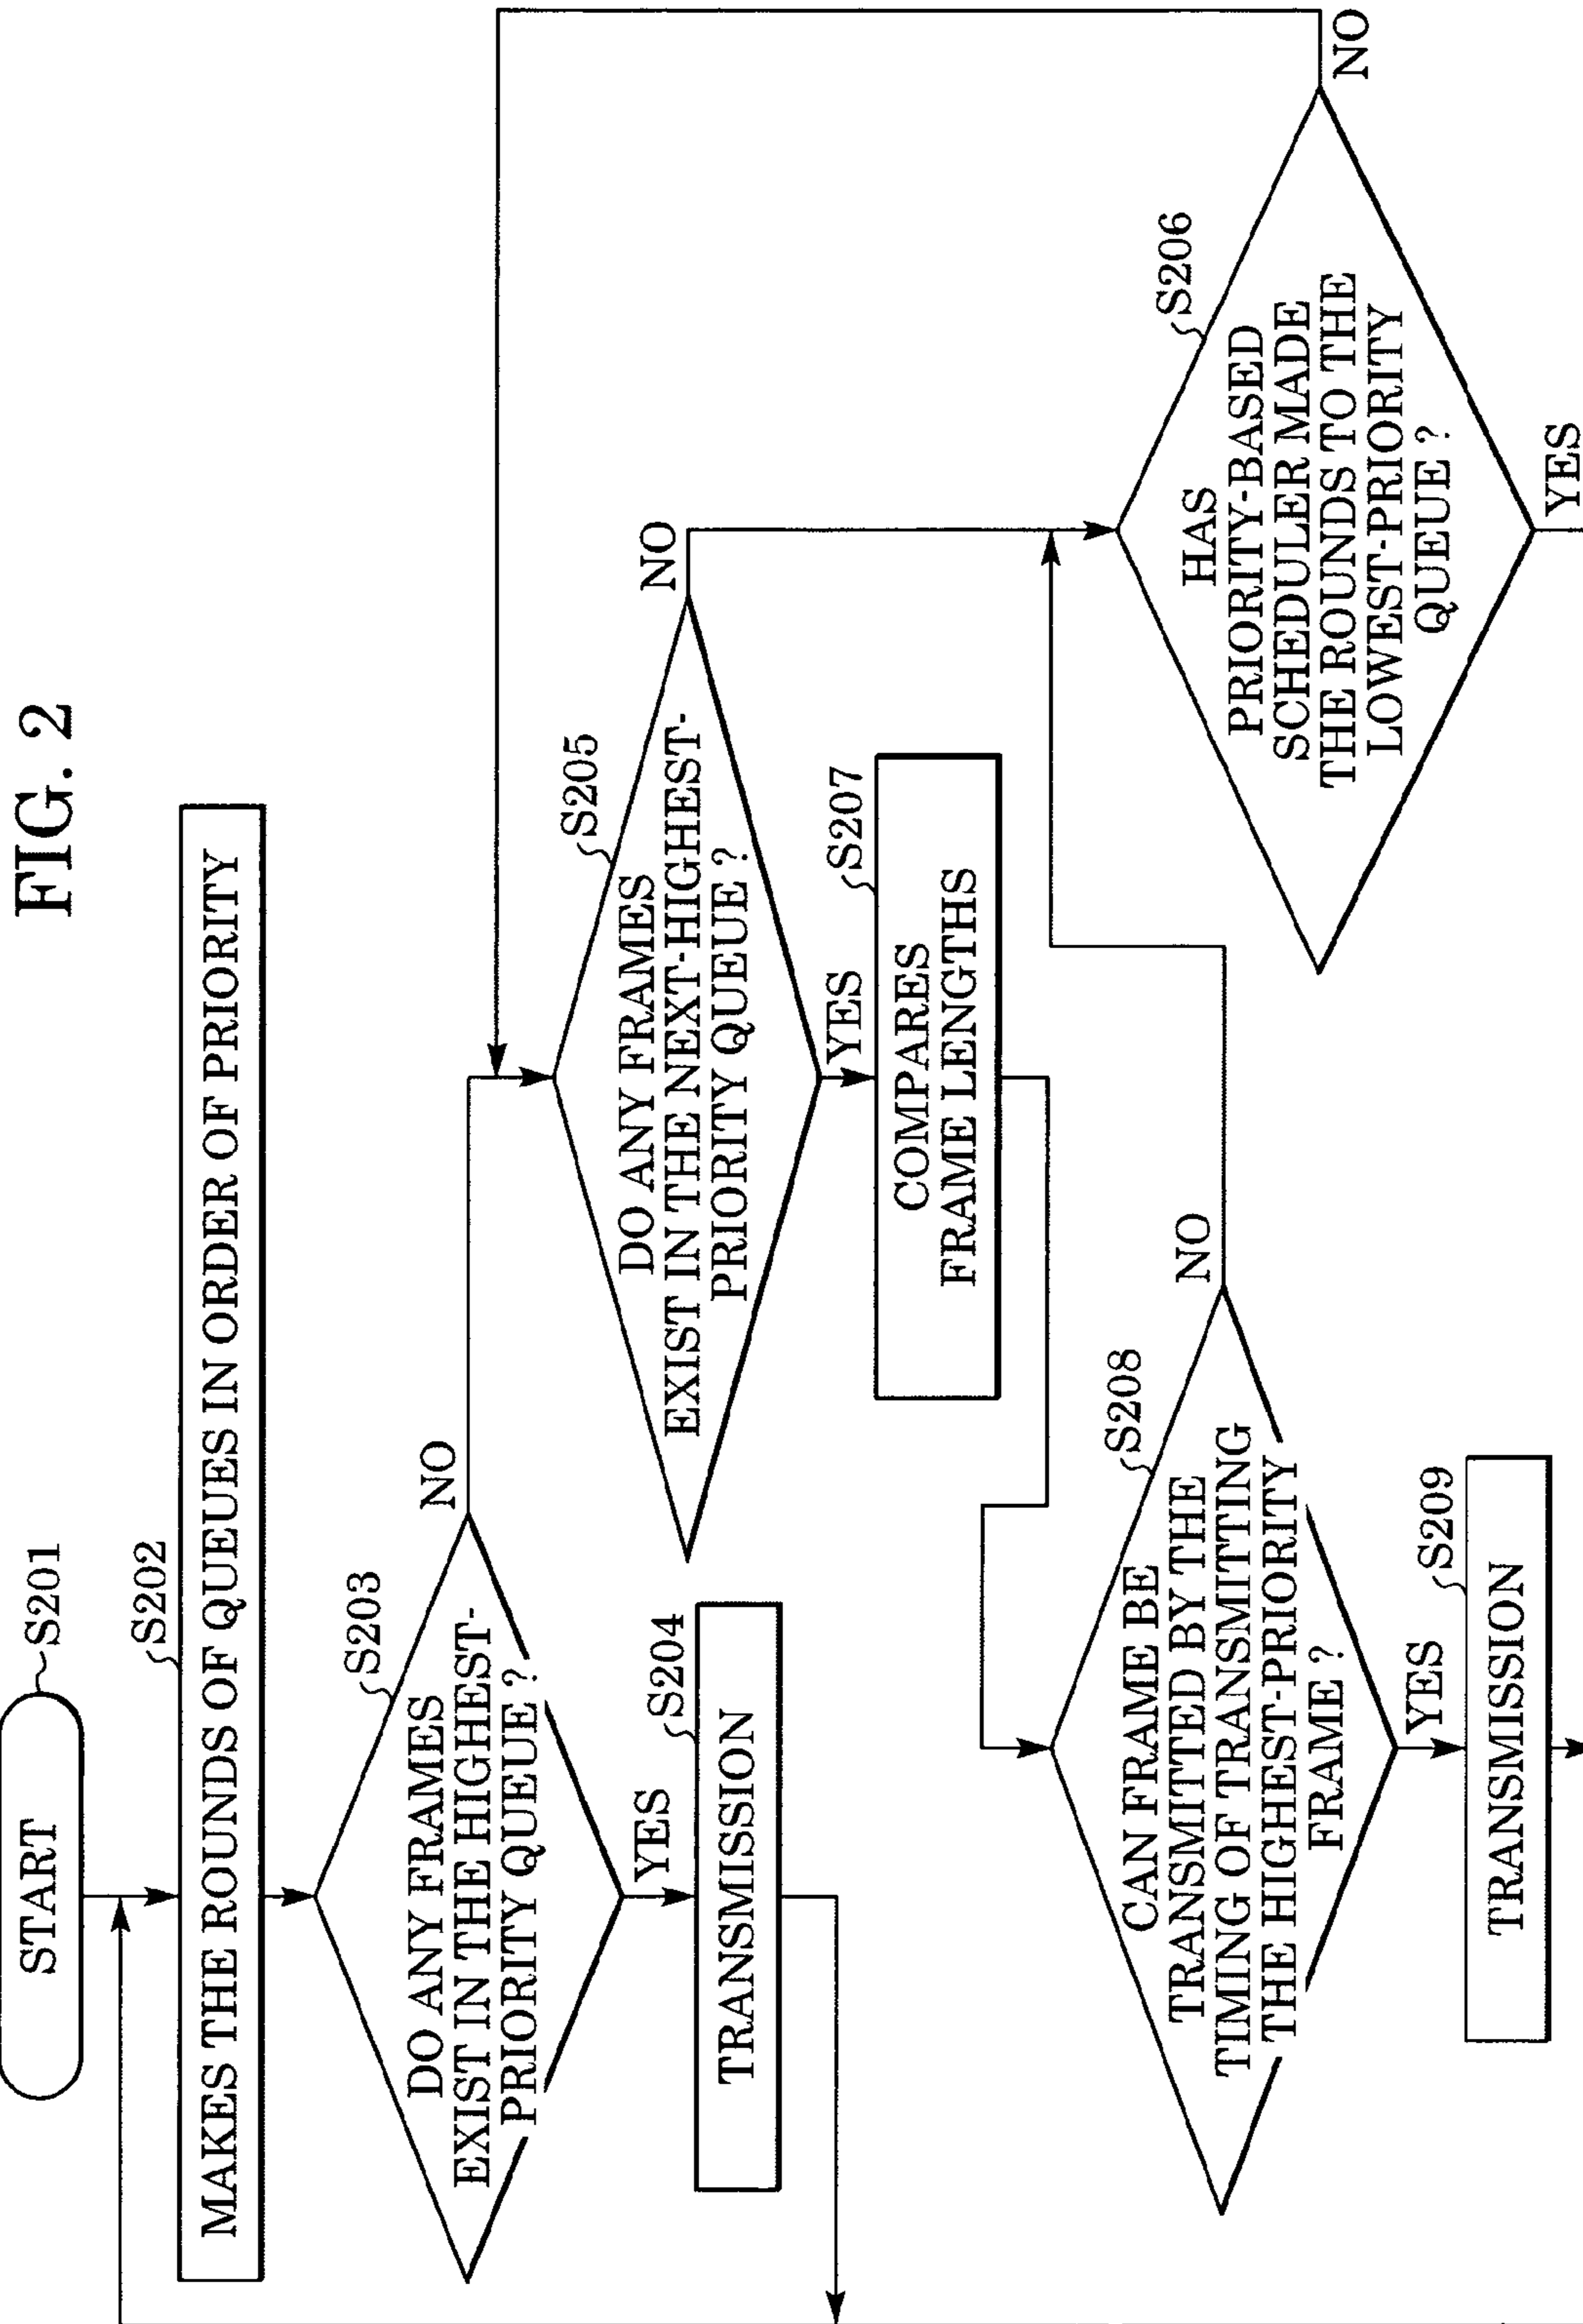 FIG. 2
START
S201
S202
MAKES THE ROUNDS OF QUEUES IN ORDER OF PRIORITY
S203
DO ANY FRAMES
EXIST IN THE HIGHEST-
PRIORITY QUEUE ?
NO
YES
S204
TRANSMISSION
S205
DO ANY FRAMES
EXIST IN THE NEXT-HIGHEST-
PRIORITY QUEUE ?
NO
YES
S207
COMPARES
FRAME LENGTHS
S206
HAS
PRIORITY-BASED
SCHEDULER MADE
THE ROUNDS TO THE
LOWEST-PRIORITY
QUEUE ?
NO
YES
S208
CAN FRAME BE
TRANSMITTED BY THE
TIMING OF TRANSMITTING
THE HIGHEST-PRIORITY
FRAME ?
NO
YES
S209
TRANSMISSION